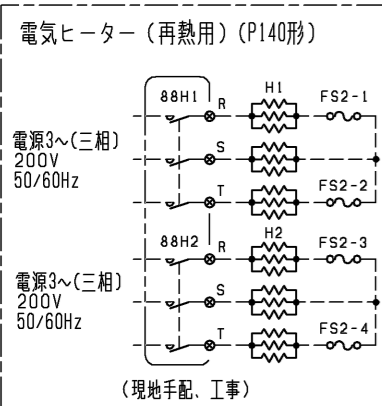 電気ヒーター（再熱用）(P140形)
88H1 R H1 FS2-1
電源3~(三相)
200V
50/60Hz
S
T FS2-2
88H2 R H2 FS2-3
電源3~(三相)
200V
50/60Hz
S
T FS2-4
(現地手配、工事)